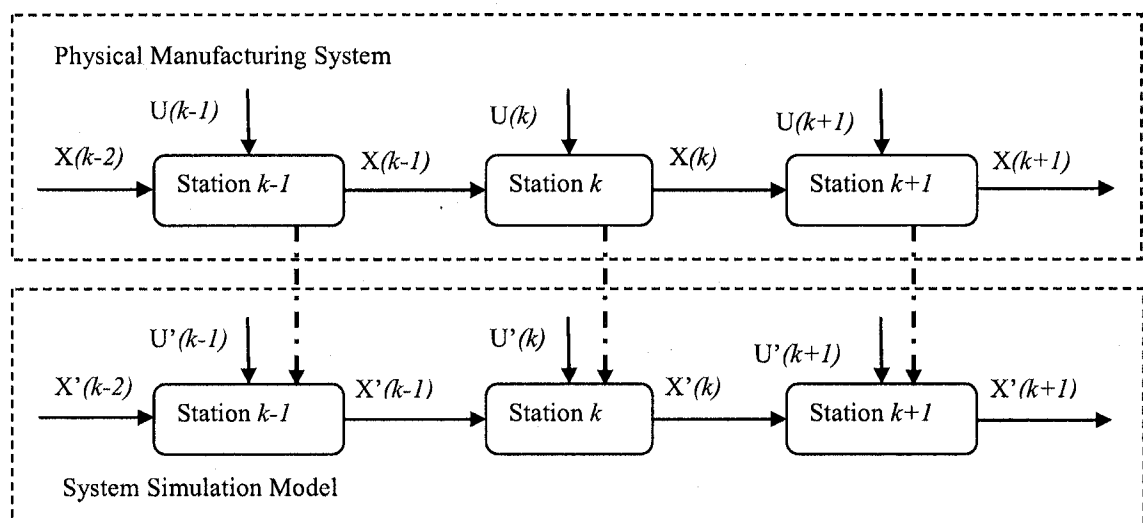 Physical Manufacturing System
U(k-1)
U(k)
U(k+1)
X(k-2)
X(k-1)
X(k)
X(k+1)
Station k-1
Station k
Station k+1
U’(k-1)
U’(k)
U’(k+1)
X’(k-2)
X’(k-1)
X’(k)
X’(k+1)
Station k-1
Station k
Station k+1
System Simulation Model